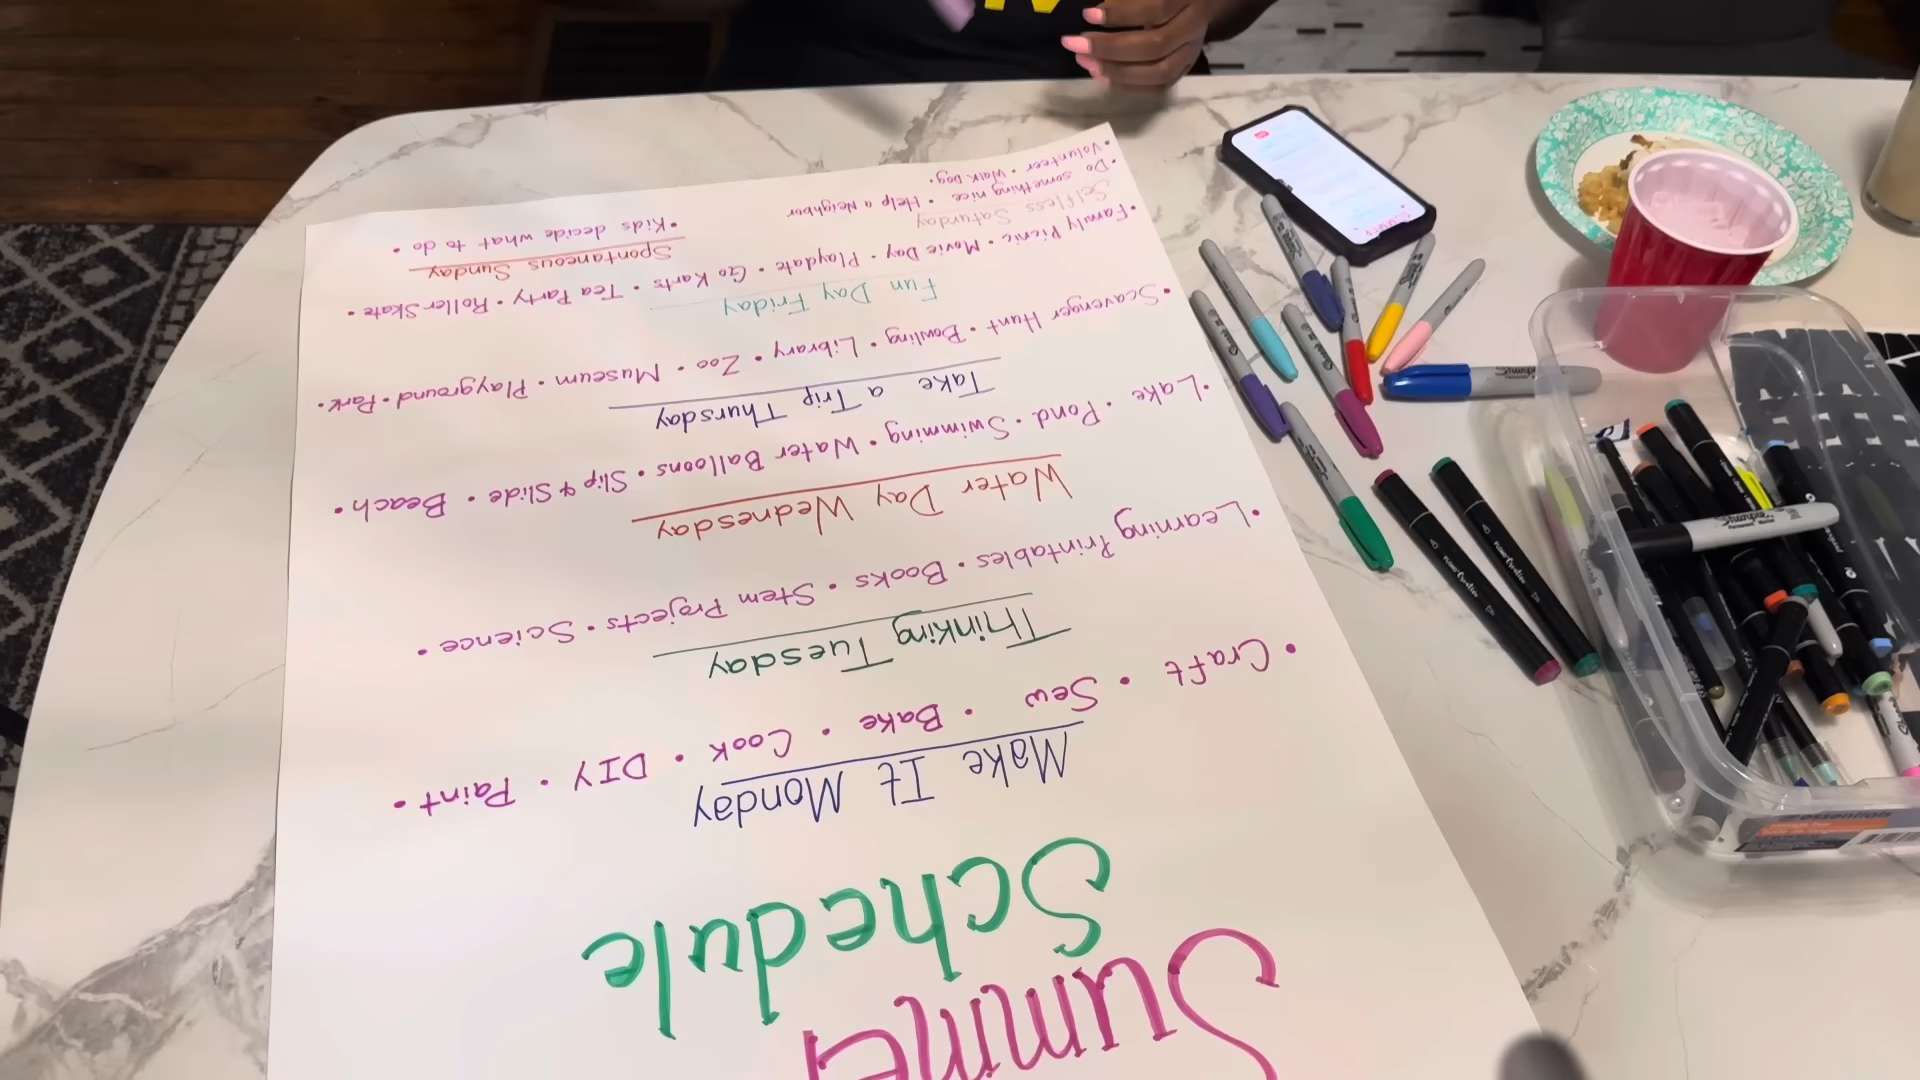 Summer
Schedule
Make It Monday
• Craft • Sew • Bake • Cook • DIY • Paint •
Thinking Tuesday
• Learning Printables • Books • Stem Projects • Science •
Water Day Wednesday
• Lake • Pond • Swimming • Water Balloons • Slip & Slide • Beach •
Take a Trip Thursday
• Scavenger Hunt • Bowling • Library • Zoo • Museum • Playground • Park •
Fun Day Friday
• Family Picnic • Movie Day • Playdate • Go Karts • Tea Party • Roller Skate •
Selfless Saturday
• Do something nice • Help a Neighbor
• Volunteer • Walk Dog •
Spontaneous Sunday
• Kids decide what to do •
Sharpie
Sharpie
essentials